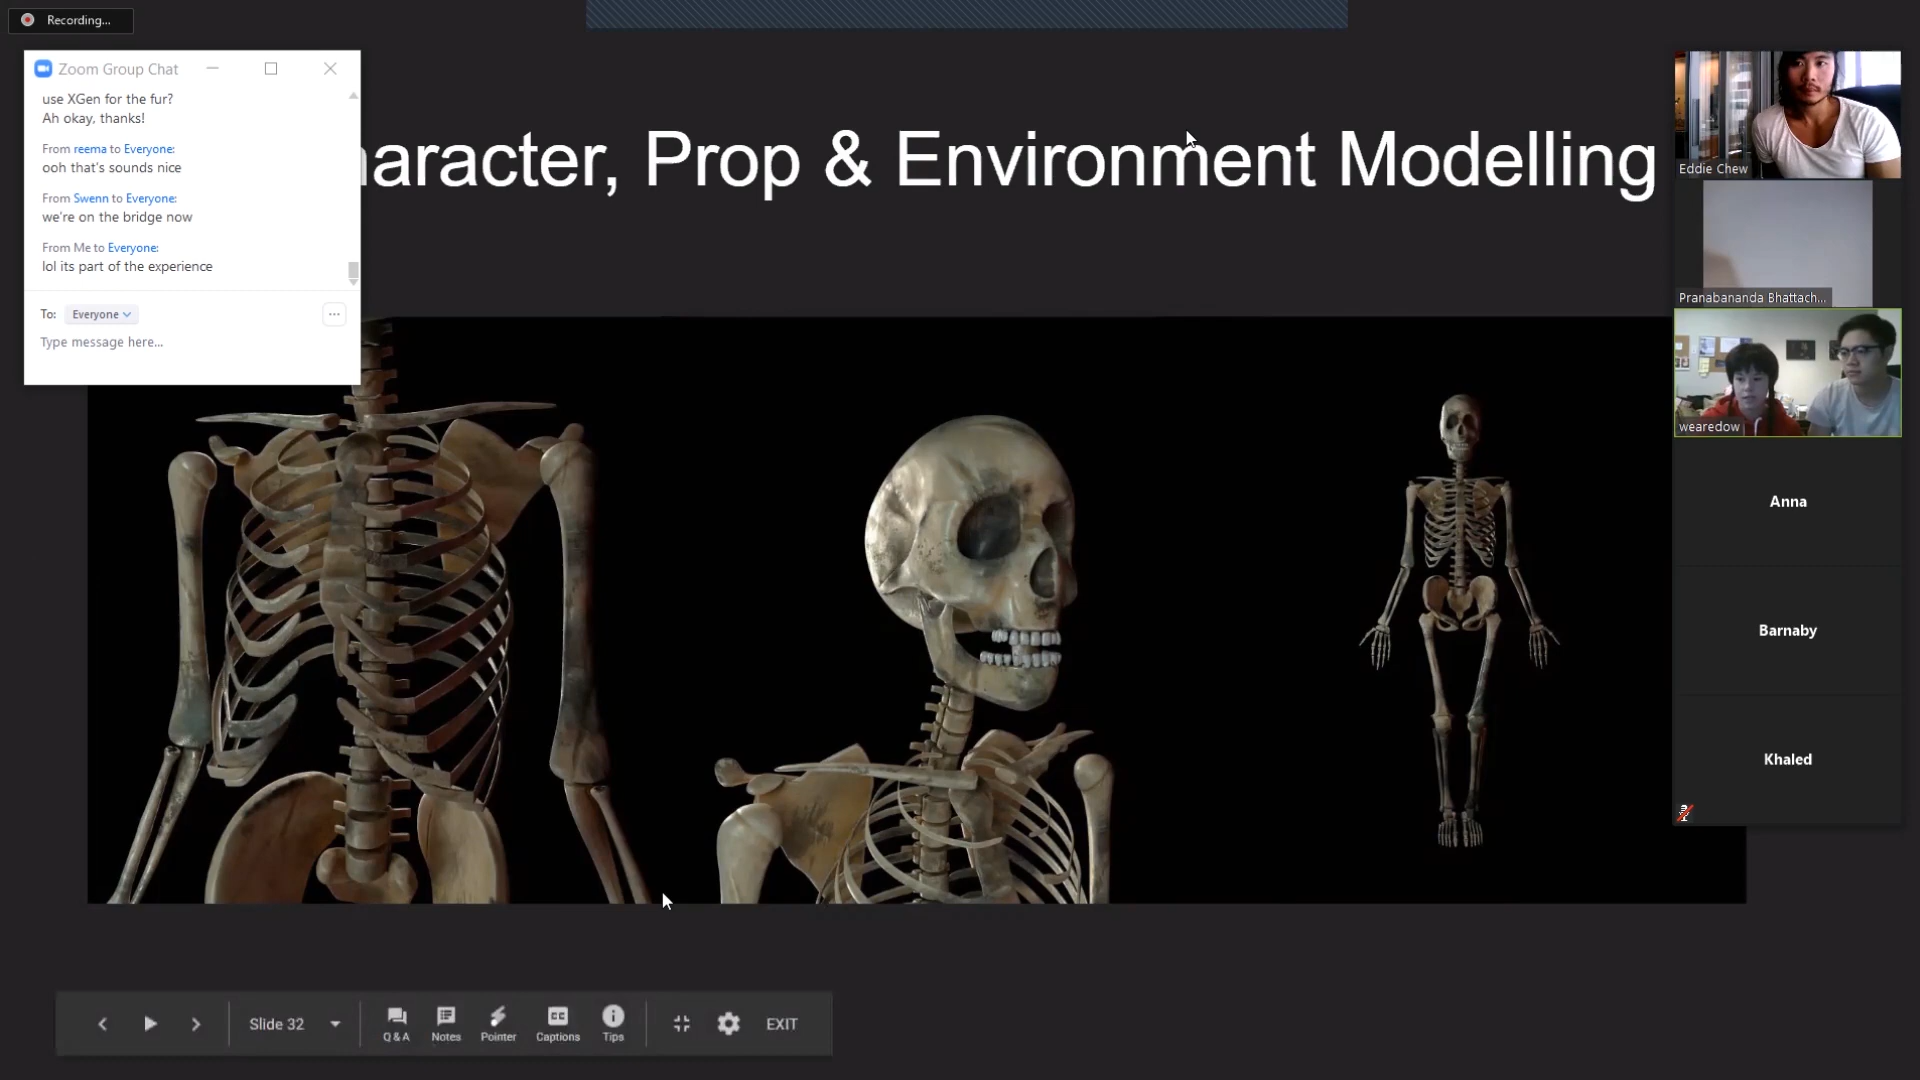 Recording...
Zoom Group Chat
use XGen for the fur?
Ah okay, thanks!
From reema to Everyone:
ooh that's sounds nice
From Swenn to Everyone:
we're on the bridge now
From Me to Everyone:
lol its part of the experience
To: Everyone
Type message here...
haracter, Prop & Environment Modelling
Eddie Chew
Pranabananda Bhattach...
wearedow
Anna
Barnaby
Khaled
Slide 32
Q & A
Notes
Pointer
CC
Captions
Tips
EXIT